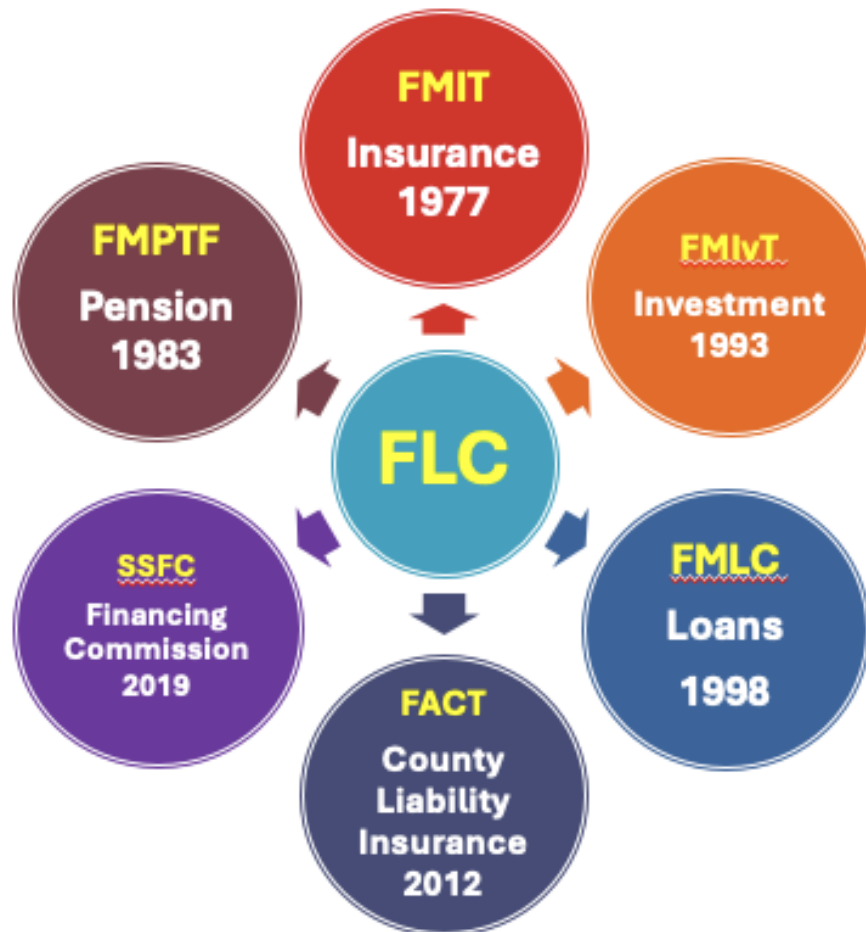 FMIT
Insurance
1977
FMIvT
Investment
1993
FMLC
Loans
1998
FACT
County
Liability
Insurance
2012
SSFC
Financing
Commission
2019
FMPTF
Pension
1983
FLC